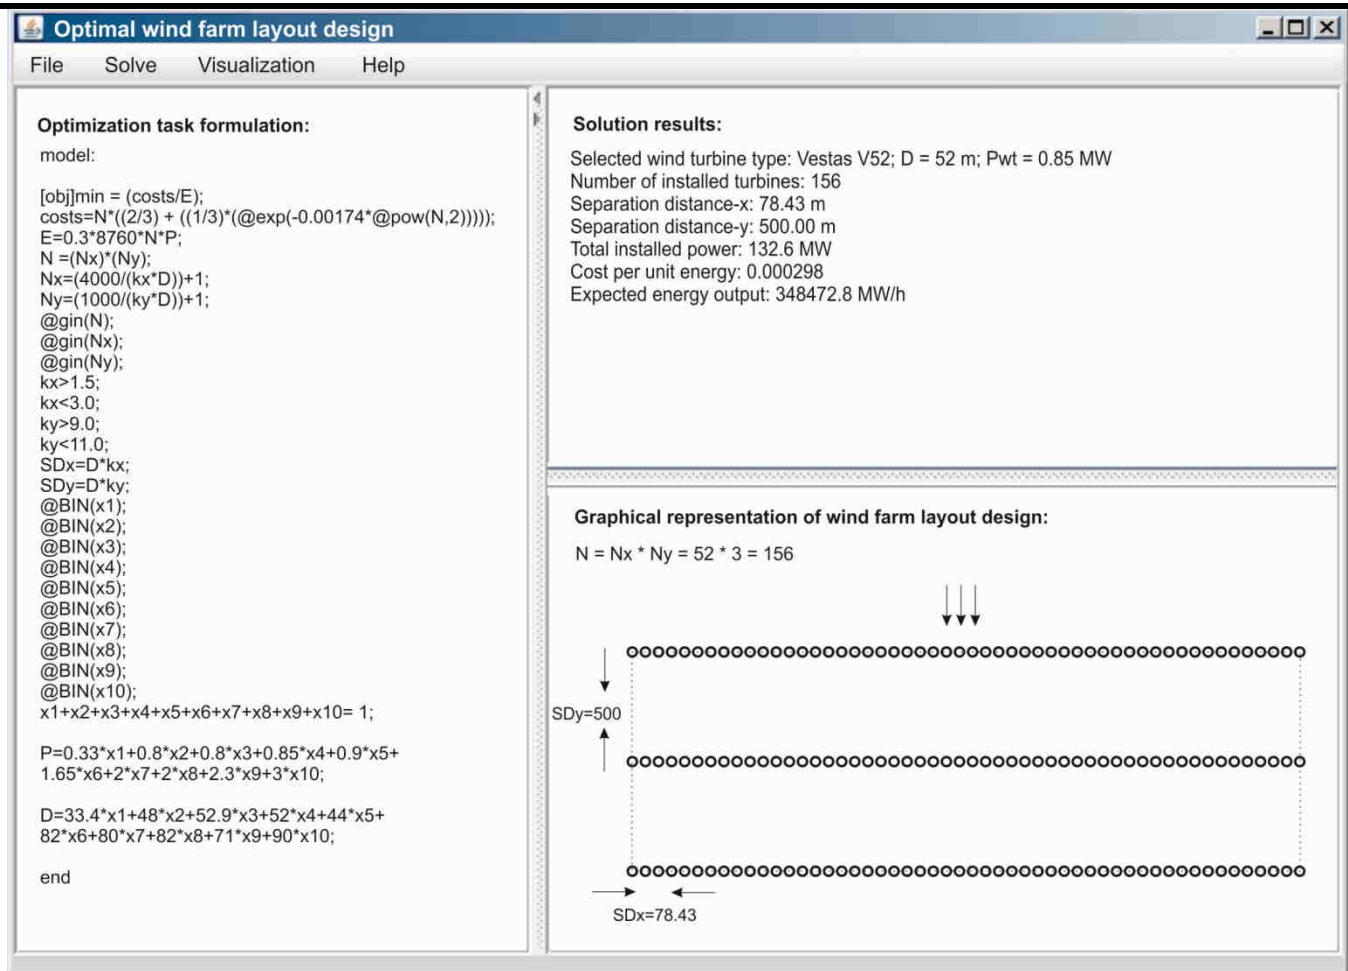 Optimal wind farm layout design
File Solve Visualization Help
Optimization task formulation:
model:
[obj]min = (costs/E);
costs=N*((2/3) + ((1/3)*(@exp(-0.00174*@pow(N,2)))));
E=0.3*8760*N*P;
N =(Nx)*(Ny);
Nx=(4000/(kx*D))+1;
Ny=(1000/(ky*D))+1;
@gin(N);
@gin(Nx);
@gin(Ny);
kx>1.5;
kx<3.0;
ky>9.0;
ky<11.0;
SDx=D*kx;
SDy=D*ky;
@BIN(x1);
@BIN(x2);
@BIN(x3);
@BIN(x4);
@BIN(x5);
@BIN(x6);
@BIN(x7);
@BIN(x8);
@BIN(x9);
@BIN(x10);
x1+x2+x3+x4+x5+x6+x7+x8+x9+x10= 1;
P=0.33*x1+0.8*x2+0.8*x3+0.85*x4+0.9*x5+
1.65*x6+2*x7+2*x8+2.3*x9+3*x10;
D=33.4*x1+48*x2+52.9*x3+52*x4+44*x5+
82*x6+80*x7+82*x8+71*x9+90*x10;
end
Solution results:
Selected wind turbine type: Vestas V52; D = 52 m; Pwt = 0.85 MW
Number of installed turbines: 156
Separation distance-x: 78.43 m
Separation distance-y: 500.00 m
Total installed power: 132.6 MW
Cost per unit energy: 0.000298
Expected energy output: 348472.8 MW/h
Graphical representation of wind farm layout design:
N = Nx * Ny = 52 * 3 = 156
SDy=500
SDx=78.43